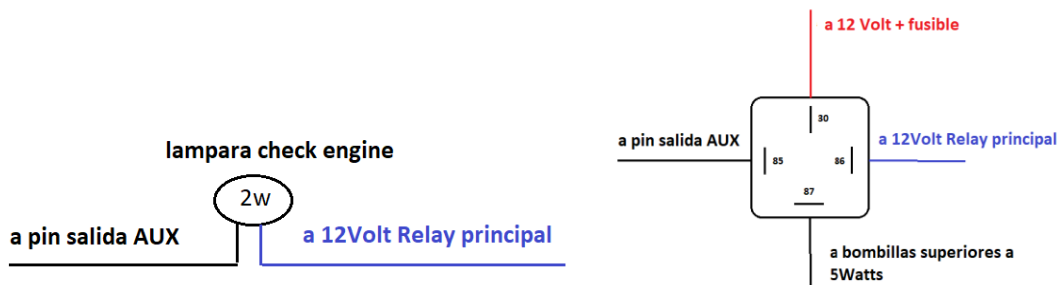 lampara check engine
2w
a pin salida AUX
a 12Volt Relay principal
a 12 Volt + fusible
30
a pin salida AUX
85
86
a 12Volt Relay principal
87
a bombillas superiores a
5Watts